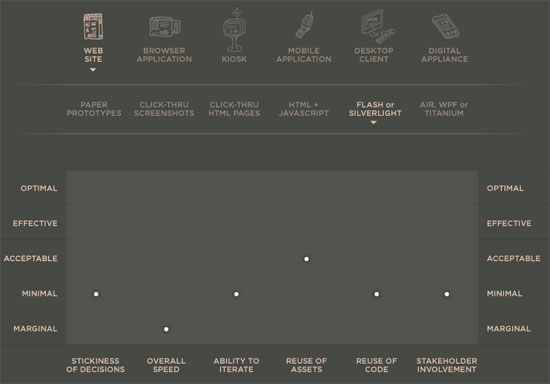 WEB
SITE
BROWSER
APPLICATION
KIOSK
MOBILE
APPLICATION
DESKTOP
CLIENT
DIGITAL
APPLIANCE
PAPER
PROTOTYPES
CLICK-THRU
SCREENSHOTS
CLICK-THRU
HTML PAGES
HTML +
JAVASCRIPT
FLASH or
SILVERLIGHT
AIR, WPF or
TITANIUM
OPTIMAL OPTIMAL
EFFECTIVE EFFECTIVE
ACCEPTABLE ACCEPTABLE
MINIMAL MINIMAL
MARGINAL MARGINAL
STICKINESS
OF DECISIONS
OVERALL
SPEED
ABILITY TO
ITERATE
REUSE OF
ASSETS
REUSE OF
CODE
STAKEHOLDER
INVOLVEMENT